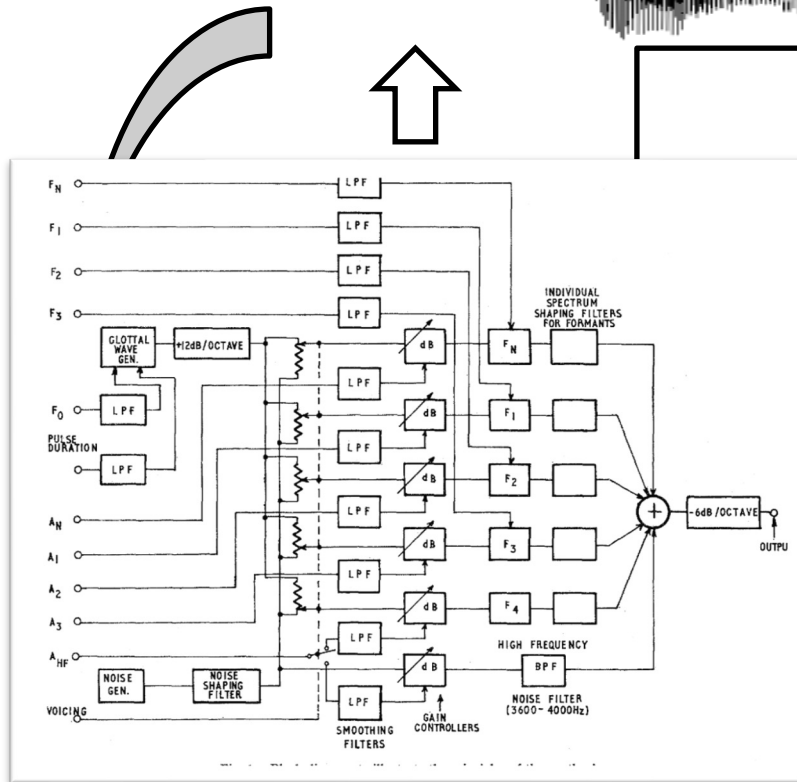 F_N
LPF
F_1
LPF
F_2
LPF
F_3
LPF
INDIVIDUAL
SPECTRUM
SHAPING FILTERS
FOR FORMANTS
GLOTTAL
WAVE
GEN.
+12dB/OCTAVE
dB
F_N
LPF
F_0
LPF
dB
F_1
PULSE
DURATION
LPF
LPF
dB
F_2
A_N
LPF
+
-6dB/OCTAVE
OUTPU
A_1
dB
F_3
A_2
LPF
A_3
dB
F_4
A_HF
LPF
HIGH FREQUENCY
dB
BPF
NOISE
GEN.
NOISE
SHAPING
FILTER
LPF
NOISE FILTER
(3600-4000Hz)
VOICING
SMOOTHING
FILTERS
GAIN
CONTROLLERS